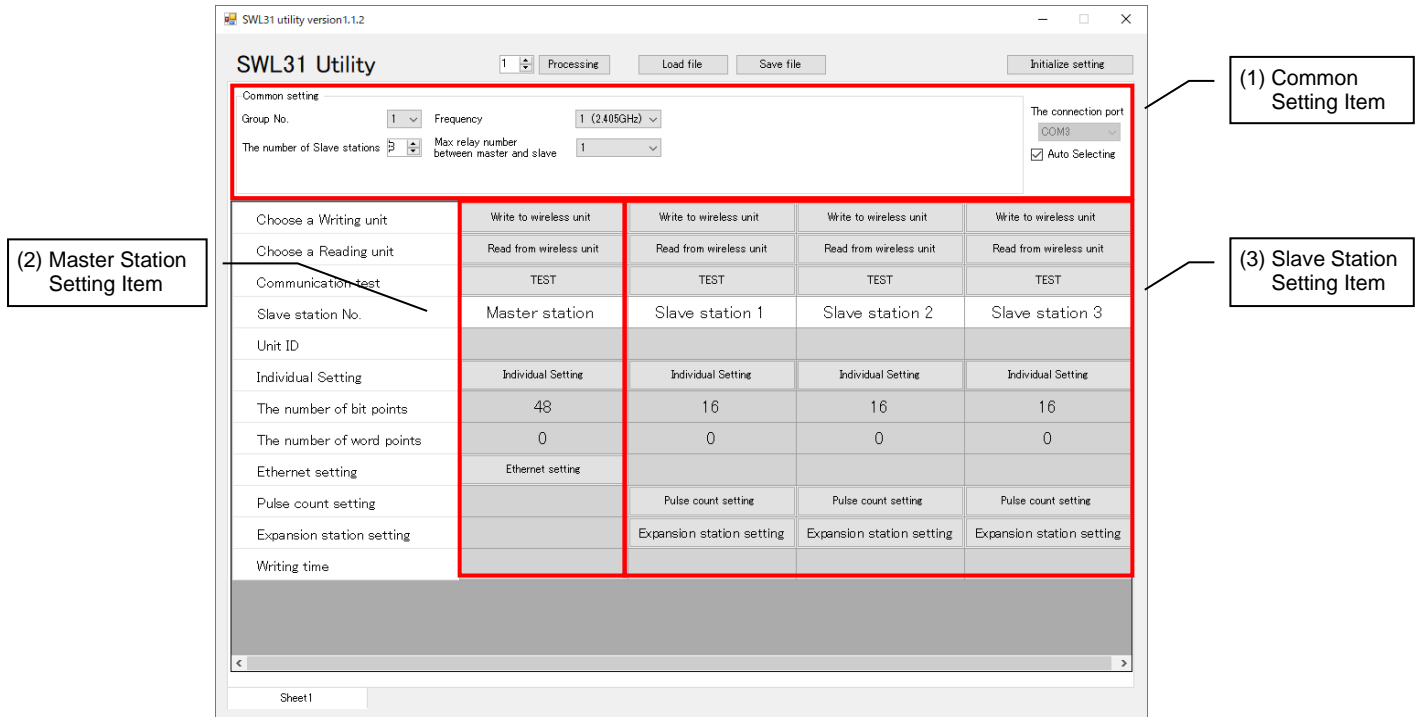 SWL31 utility version1.1.2
SWL31 Utility
1 Processing Load file Save file Initialize setting
Common setting
Group No. 1 Frequency 1 (2.405GHz)
The number of Slave stations 3 Max relay number
between master and slave 1
The connection port
COM3
Auto Selecting
(1) Common
Setting Item
Choose a Writing unit Write to wireless unit Write to wireless unit Write to wireless unit Write to wireless unit
Choose a Reading unit Read from wireless unit Read from wireless unit Read from wireless unit Read from wireless unit
(2) Master Station
Setting Item
(3) Slave Station
Setting Item
Communication test TEST TEST TEST TEST
Slave station No. Master station Slave station 1 Slave station 2 Slave station 3
Unit ID
Individual Setting Individual Setting Individual Setting Individual Setting Individual Setting
The number of bit points 48 16 16 16
The number of word points 0 0 0 0
Ethernet setting Ethernet setting
Pulse count setting Pulse count setting Pulse count setting Pulse count setting
Expansion station setting Expansion station setting Expansion station setting Expansion station setting
Writing time
Sheet1